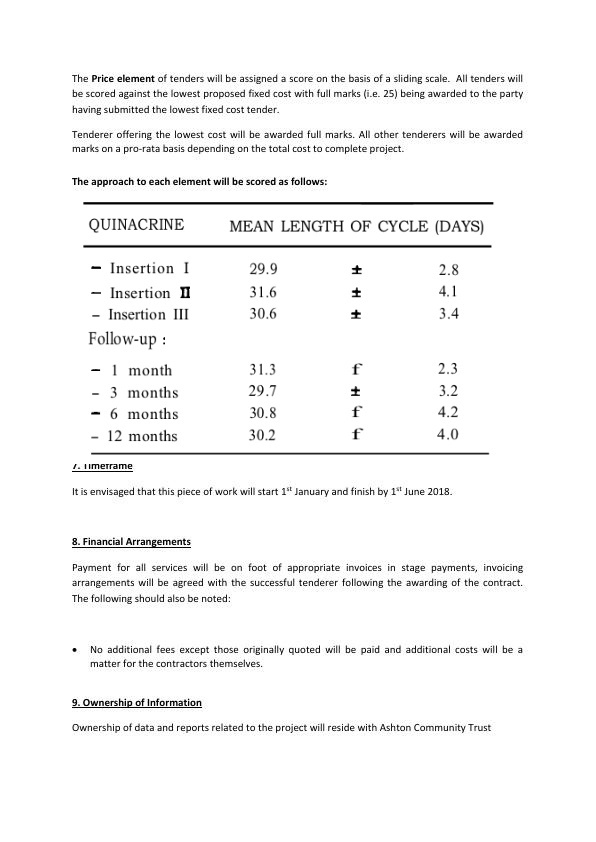 The Price element of tenders will be assigned a score on the basis of a sliding scale. All tenders will
be scored against the lowest proposed fixed cost with full marks (i.e. 25) being awarded to the party
having submitted the lowest fixed cost tender.
Tenderer offering the lowest cost will be awarded full marks. All other tenderers will be awarded
marks on a pro-rata basis depending on the total cost to complete project.
The approach to each element will be scored as follows:
QUINACRINE MEAN LENGTH OF CYCLE (DAYS)
– Insertion I 29.9 ± 2.8
– Insertion II 31.6 ± 4.1
– Insertion III 30.6 ± 3.4
Follow-up :
– 1 month 31.3 f 2.3
– 3 months 29.7 ± 3.2
– 6 months 30.8 f 4.2
– 12 months 30.2 f 4.0
7. Timeframe
It is envisaged that this piece of work will start 1st January and finish by 1st June 2018.
8. Financial Arrangements
Payment for all services will be on foot of appropriate invoices in stage payments, invoicing
arrangements will be agreed with the successful tenderer following the awarding of the contract.
The following should also be noted:
• No additional fees except those originally quoted will be paid and additional costs will be a
matter for the contractors themselves.
9. Ownership of Information
Ownership of data and reports related to the project will reside with Ashton Community Trust